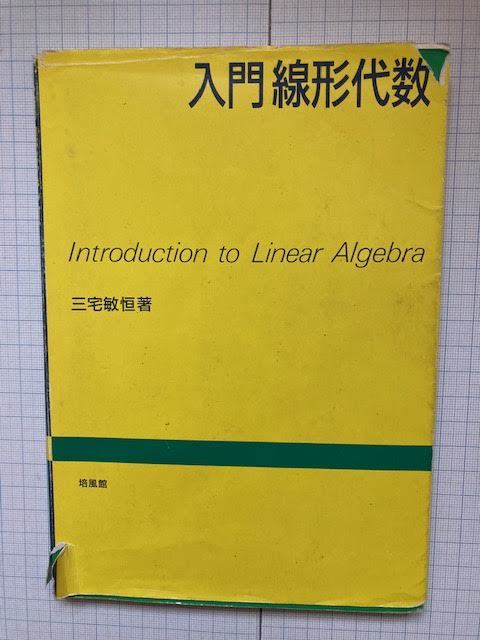 入門線形代数
Introduction to Linear Algebra
三宅敏恒著
培風館